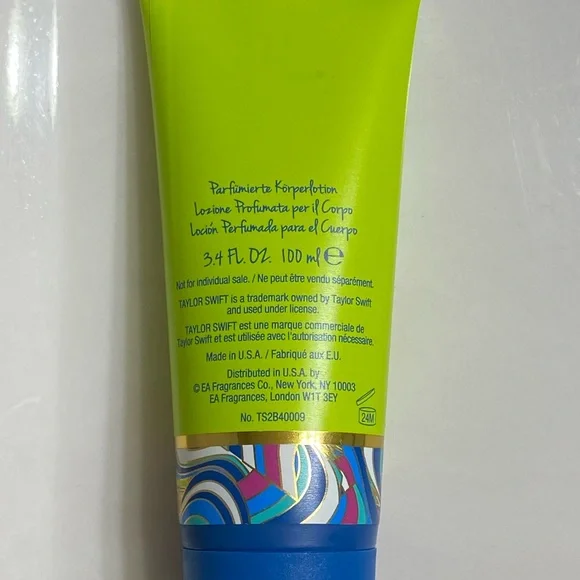 Parfümierte Körperlotion
Lozione Profumata per il Corpo
Loción Perfumada para el Cuerpo
3.4 FL.OZ. 100 ml ℮
Not for individual sale. / Ne peut être vendu séparément.
TAYLOR SWIFT is a trademark owned by Taylor Swift
and used under license.
TAYLOR SWIFT est une marque commerciale de
Taylor Swift et est utilisée avec l'autorisation nécessaire.
Made in U.S.A. / Fabriqué aux E.U.
Distributed in U.S.A. by
© EA Fragrances Co., New York, NY 10003
EA Fragrances, London W1T 3EY
24M
No. TS2B40009